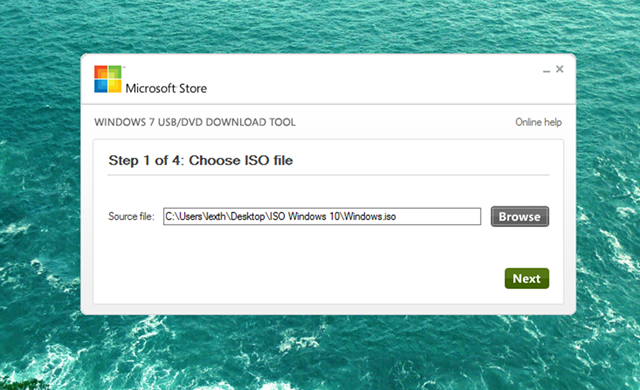 Microsoft Store
WINDOWS 7 USB/DVD DOWNLOAD TOOL
Online help
Step 1 of 4: Choose ISO file
Source file:
C:\Users\lexth\Desktop\ISO Windows 10\Windows.iso
Browse
Next